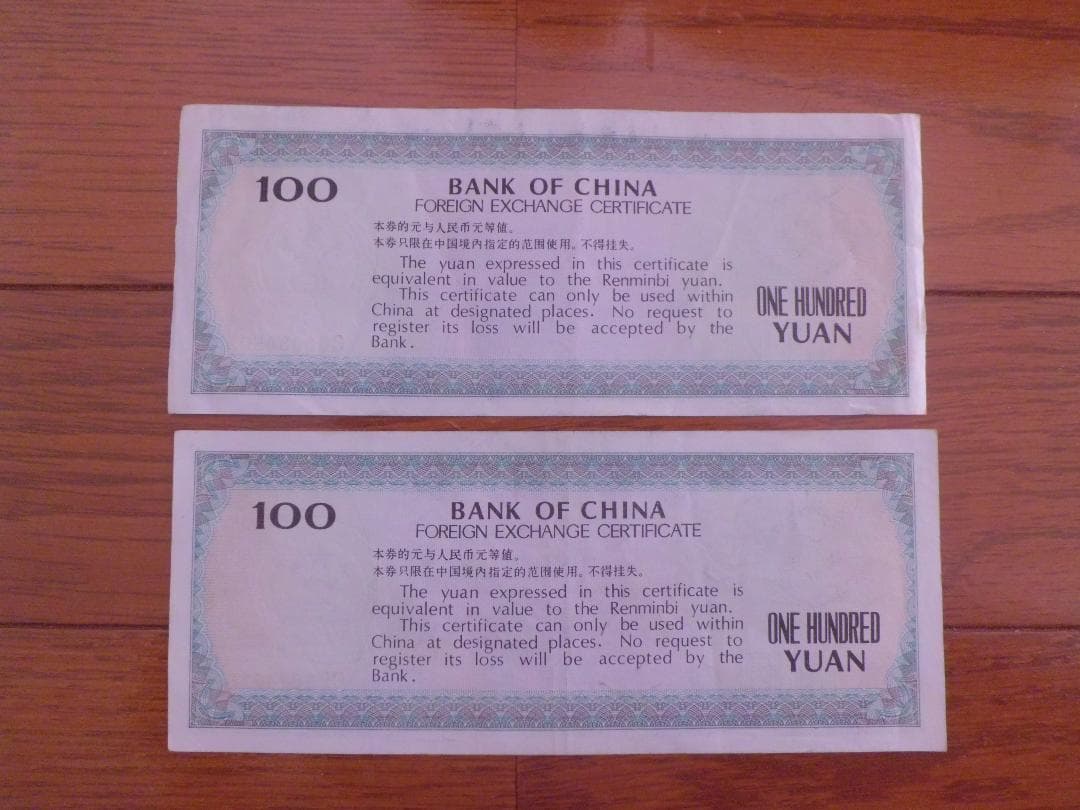 100
BANK OF CHINA
FOREIGN EXCHANGE CERTIFICATE
本券的元与人民币元等值。
本券只限在中国境内指定的范围使用。不得挂失。
The yuan expressed in this certificate is
equivalent in value to the Renminbi yuan.
This certificate can only be used within
China at designated places. No request to
register its loss will be accepted by the
Bank.
ONE HUNDRED
YUAN
100
BANK OF CHINA
FOREIGN EXCHANGE CERTIFICATE
本券的元与人民币元等值。
本券只限在中国境内指定的范围使用。不得挂失。
The yuan expressed in this certificate is
equivalent in value to the Renminbi yuan.
This certificate can only be used within
China at designated places. No request to
register its loss will be accepted by the
Bank.
ONE HUNDRED
YUAN